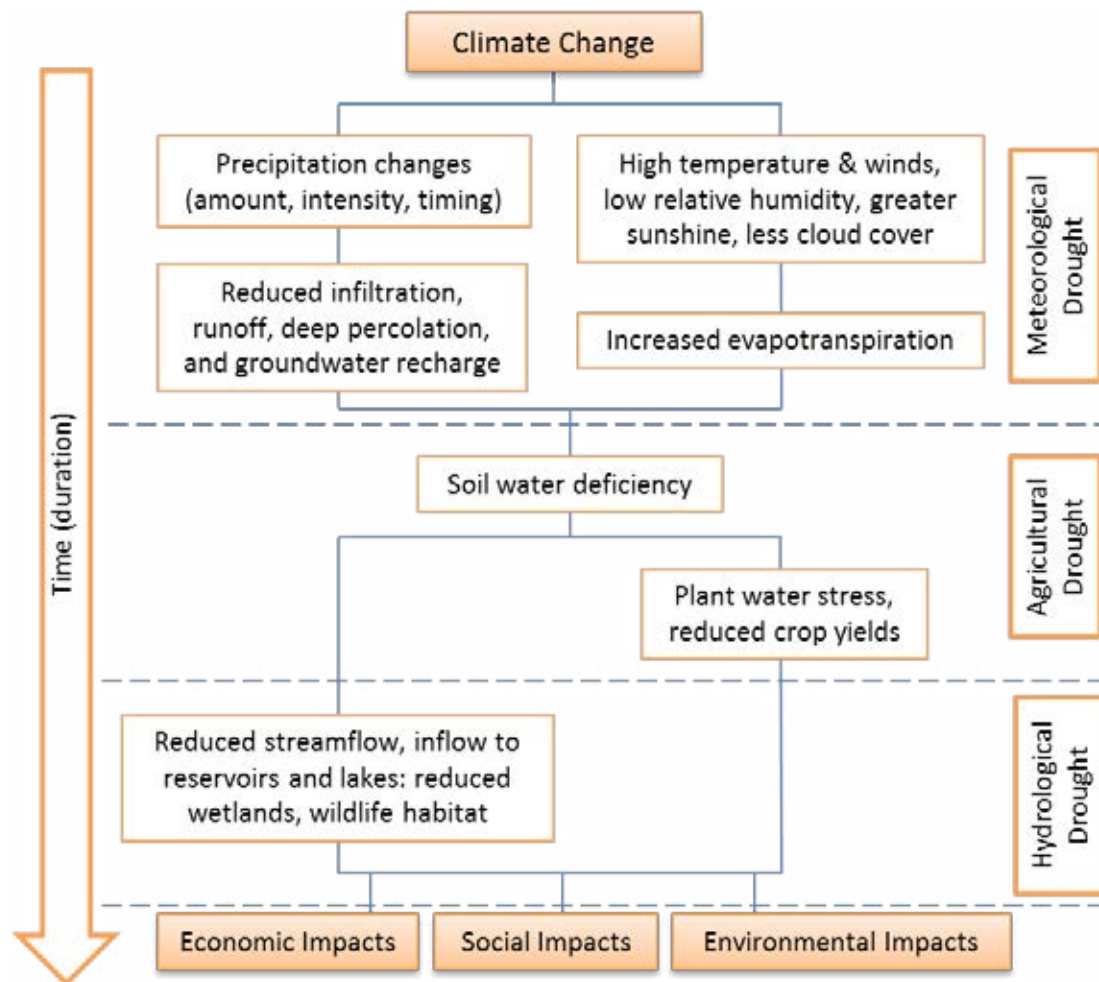 Climate Change
Precipitation changes
(amount, intensity, timing)
High temperature & winds,
low relative humidity, greater
sunshine, less cloud cover
Reduced infiltration,
runoff, deep percolation,
and groundwater recharge
Increased evapotranspiration
Meteorological
Drought
Soil water deficiency
Plant water stress,
reduced crop yields
Agricultural
Drought
Time (duration)
Reduced streamflow, inflow to
reservoirs and lakes: reduced
wetlands, wildlife habitat
Hydrological
Drought
Economic Impacts
Social Impacts
Environmental Impacts